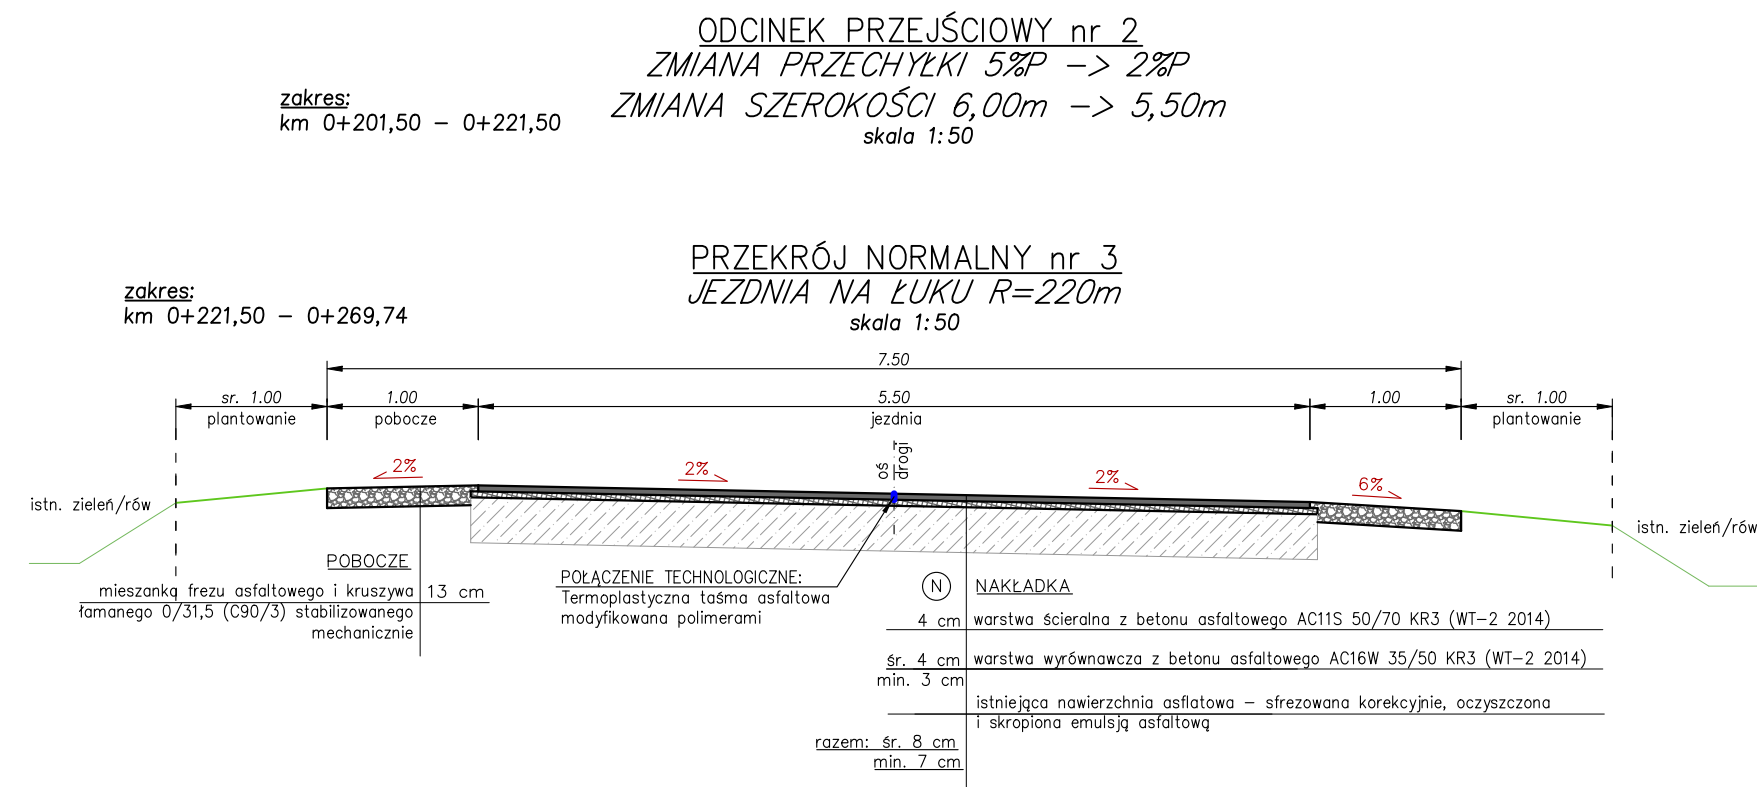 ODCINEK PRZEJŚCIOWY nr 2
ZMIANA PRZECHYŁKI 5%P -> 2%P
ZMIANA SZEROKOŚCI 6,00m -> 5,50m
skala 1:50
zakres:
km 0+201,50 - 0+221,50
PRZEKRÓJ NORMALNY nr 3
JEZDNIA NA ŁUKU R=220m
skala 1:50
zakres:
km 0+221,50 - 0+269,74
7.50
sr. 1.00
1.00
5.50
1.00
sr. 1.00
plantowanie
pobocze
jezdnia
plantowanie
oś
drogi
2%
2%
2%
6%
istn. zieleń/rów
istn. zieleń/rów
POBOCZE
mieszanka frezu asfaltowego i kruszywa
łamanego 0/31,5 (C90/3) stabilizowanego
mechanicznie
13 cm
POŁĄCZENIE TECHNOLOGICZNE:
Termoplastyczna taśma asfaltowa
modyfikowana polimerami
N NAKŁADKA
4 cm warstwa ścieralna z betonu asfaltowego AC11S 50/70 KR3 (WT-2 2014)
śr. 4 cm warstwa wyrównawcza z betonu asfaltowego AC16W 35/50 KR3 (WT-2 2014)
min. 3 cm
istniejąca nawierzchnia asflatowa - sfrezowana korekcyjnie, oczyszczona
i skropiona emulsją asfaltową
razem: śr. 8 cm
min. 7 cm